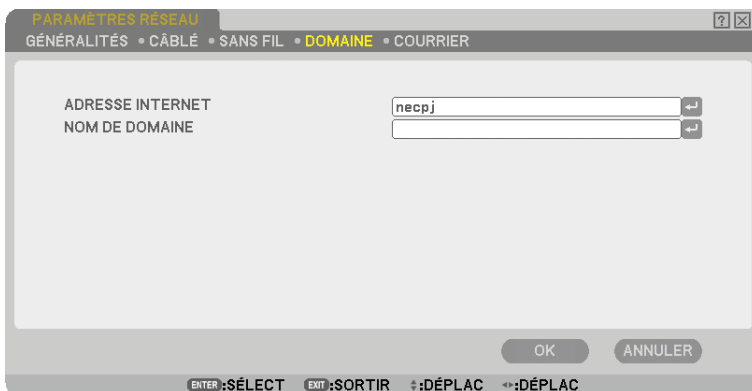 PARAMÈTRES RÉSEAU
GÉNÉRALITÉS • CÂBLÉ • SANS FIL • DOMAINE • COURRIER
ADRESSE INTERNET necpj
NOM DE DOMAINE
OK ANNULER
ENTER :SÉLECT EXIT :SORTIR :DÉPLAC :DÉPLAC